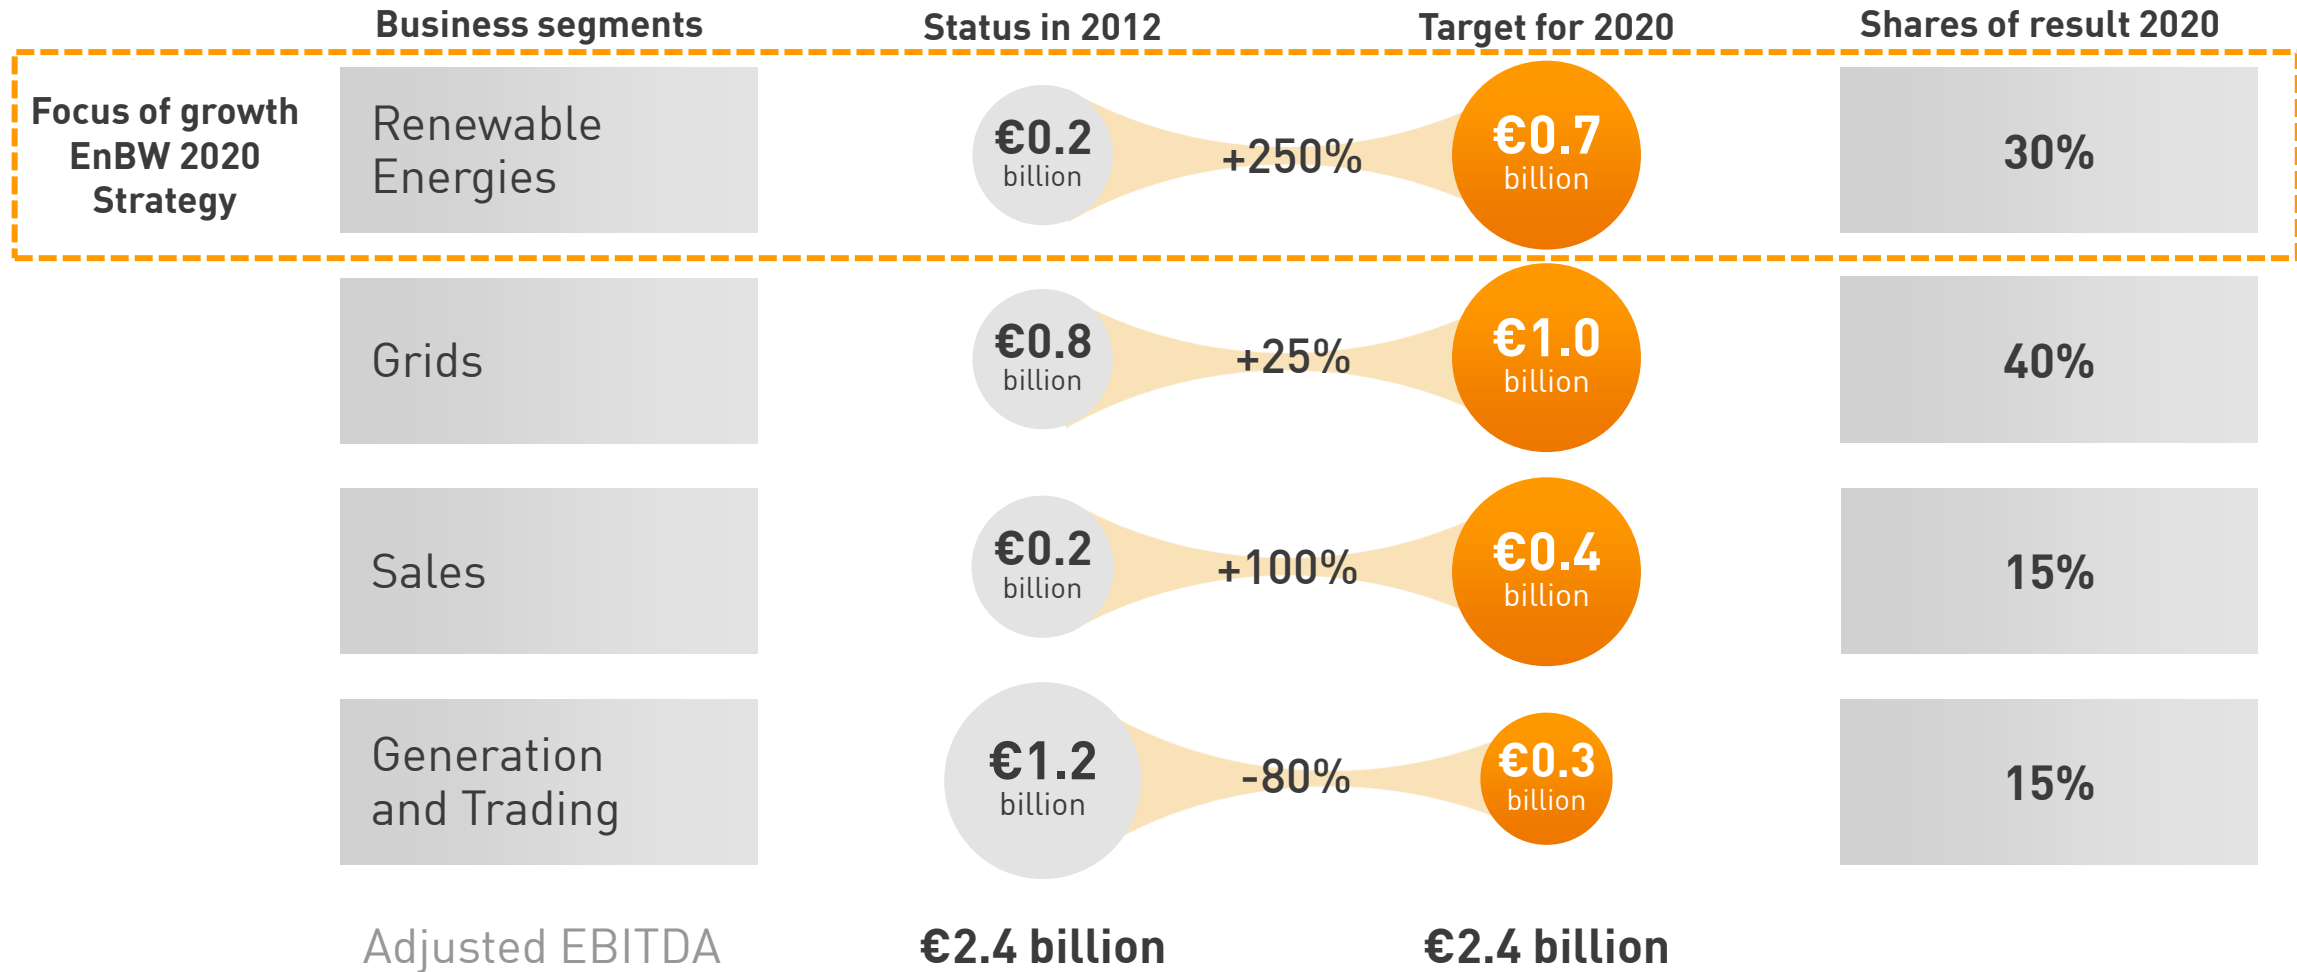 Business segments
Status in 2012
Target for 2020
Shares of result 2020
Focus of growth
EnBW 2020
Strategy
Renewable
Energies
€0.2
billion
+250%
€0.7
billion
30%
Grids
€0.8
billion
+25%
€1.0
billion
40%
Sales
€0.2
billion
+100%
€0.4
billion
15%
Generation
and Trading
€1.2
billion
-80%
€0.3
billion
15%
Adjusted EBITDA
€2.4 billion
€2.4 billion